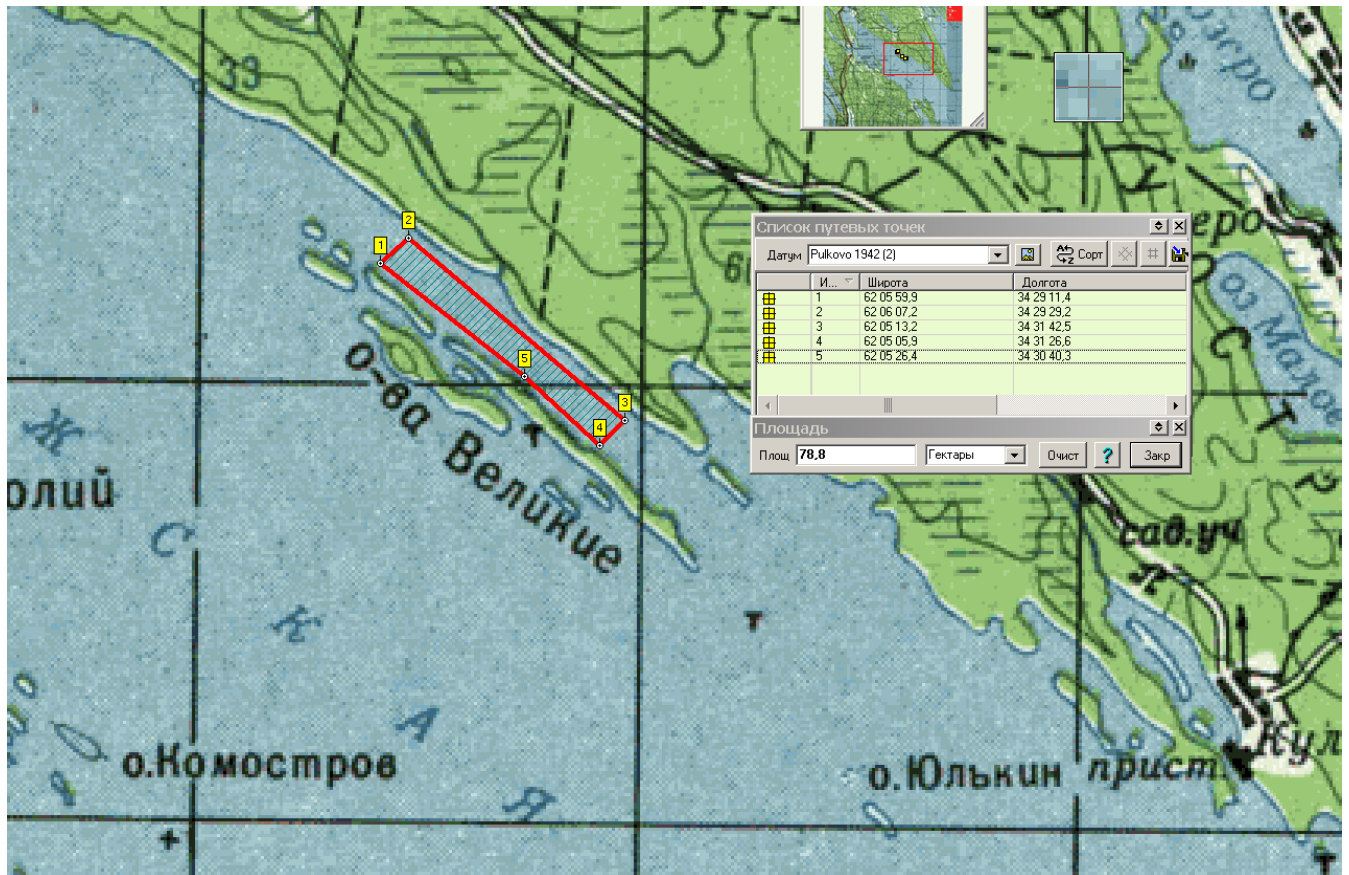 33
озеро
2
1
Список путевых точек
Датум Pulkovo 1942 (2) Сорт
И... Широта Долгота
1 62 05 59,9 34 29 11,4
2 62 06 07,2 34 29 29,2
3 62 05 13,2 34 31 42,5
4 62 05 05,9 34 31 26,6
5 62 05 26,4 34 30 40,3
Площадь
Площ 78,8 Гектары Очист ? Закр
5
3
4
о-ва Великие
оз. Мало
Ж
олий
С
К
А
Я
т
сад.уч
о.Комостров
о.Юлькин
прист.
Кул